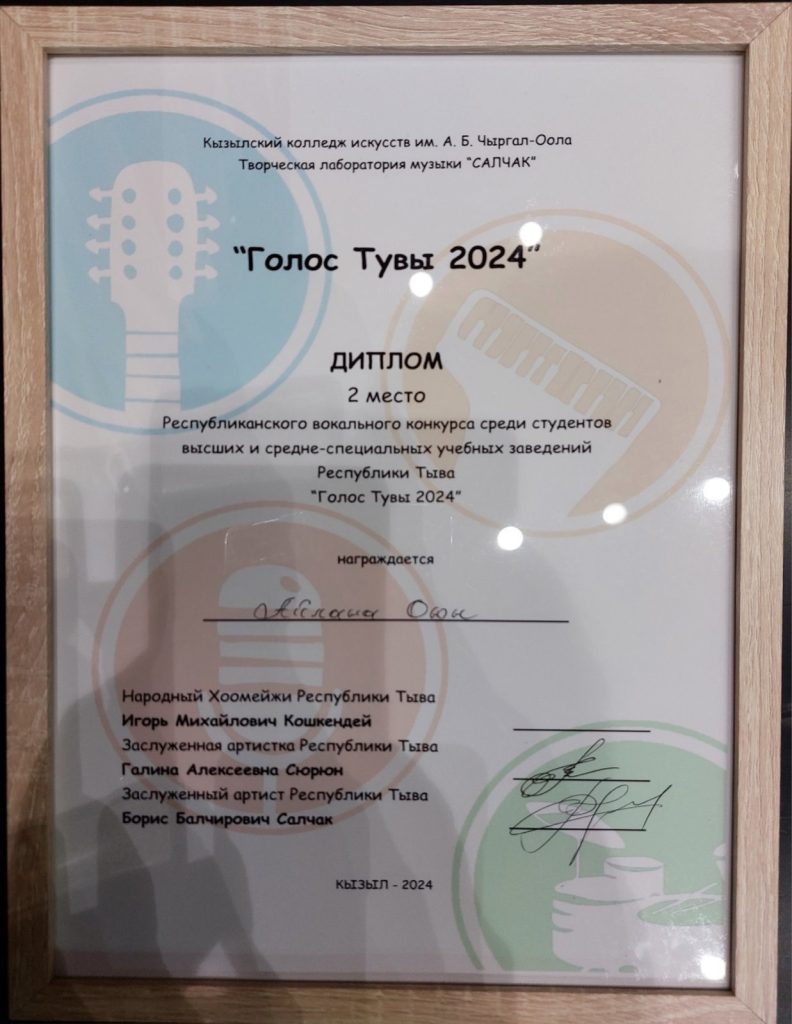 Кызылский колледж искусств им. А. Б. Чыргал-Оола
Творческая лаборатория музыки "САЛЧАК"
"Голос Тувы 2024"
ДИПЛОМ
2 место
Республиканского вокального конкурса среди студентов
высших и средне-специальных учебных заведений
Республики Тыва
"Голос Тувы 2024"
награждается
Айлана Оюн
Народный Хоомейжи Республики Тыва
Игорь Михайлович Кошкендей
Заслуженная артистка Республики Тыва
Галина Алексеевна Сюрюн
Заслуженный артист Республики Тыва
Борис Балчирович Салчак
КЫЗЫЛ - 2024